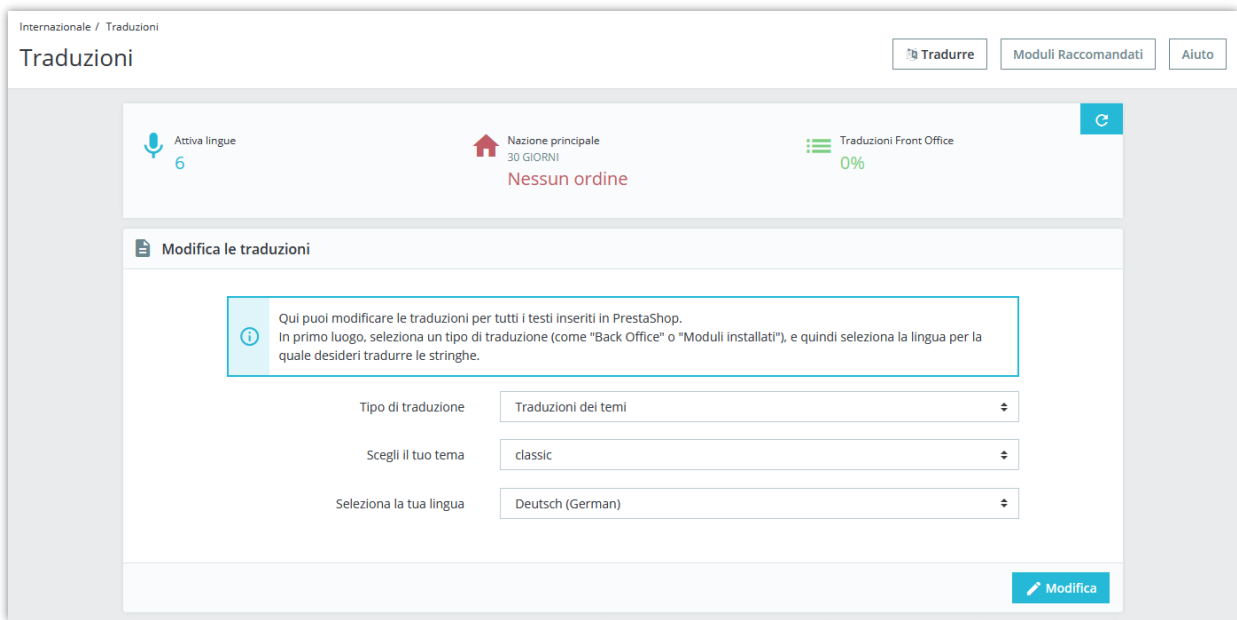 Internazionale / Traduzioni
Traduzioni
Tradurre
Moduli Raccomandati
Aiuto
Attiva lingue
6
Nazione principale
30 GIORNI
Nessun ordine
Traduzioni Front Office
0%
Modifica le traduzioni
Qui puoi modificare le traduzioni per tutti i testi inseriti in PrestaShop.
In primo luogo, seleziona un tipo di traduzione (come "Back Office" o "Moduli installati"), e quindi seleziona la lingua per la
quale desideri tradurre le stringhe.
Tipo di traduzione
Traduzioni dei temi
Scegli il tuo tema
classic
Seleziona la tua lingua
Deutsch (German)
Modifica